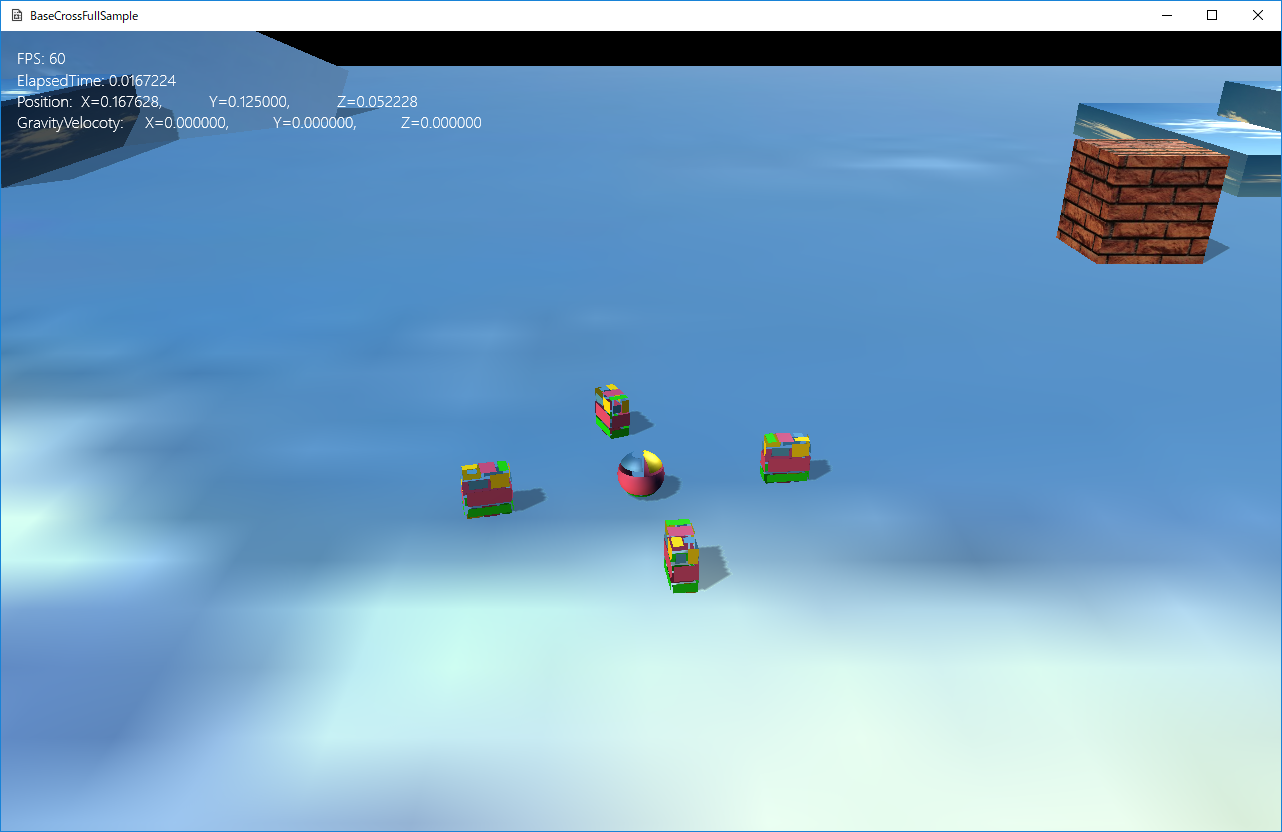 BaseCrossFullSample
FPS: 60
ElapsedTime: 0.0167224
Position: X=0.167628, Y=0.125000, Z=0.052228
GravityVelocoty: X=0.000000, Y=0.000000, Z=0.000000